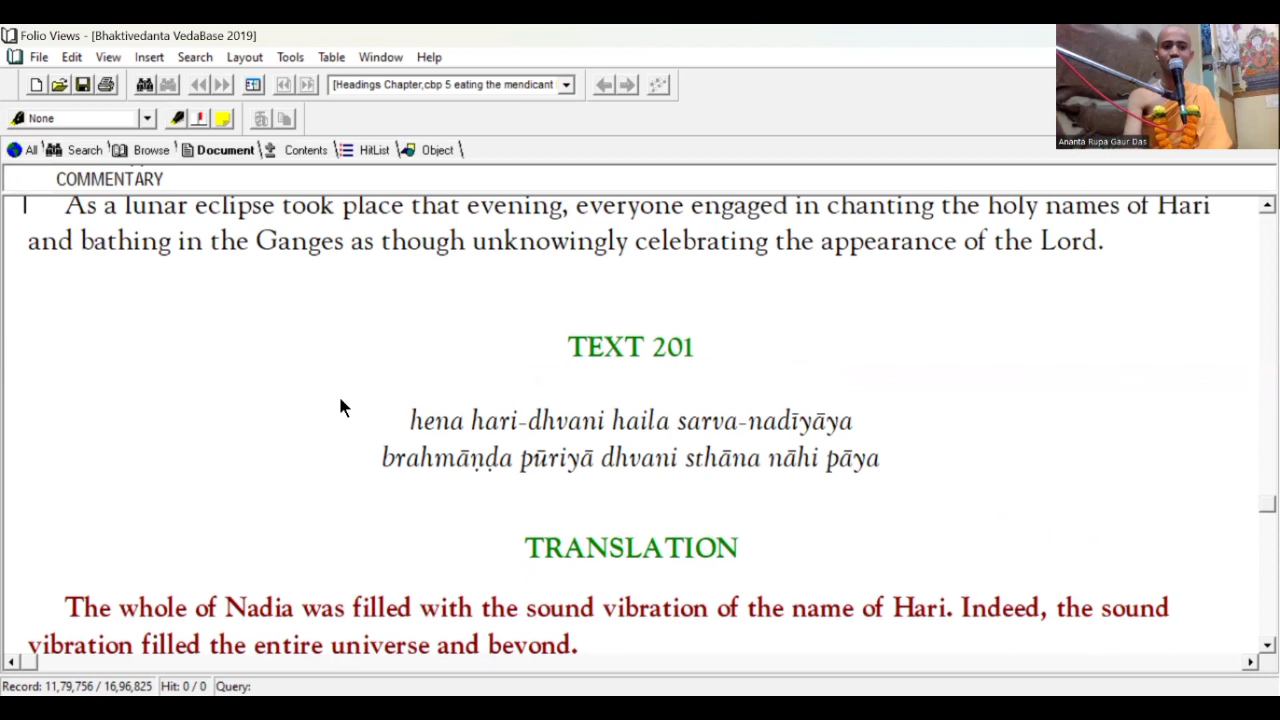 Folio Views - [Bhaktivedanta VedaBase 2019]
File Edit View Insert Search Layout Tools Table Window Help
[Headings Chapter,cbp 5 eating the mendicant
None
All Search Browse Document Contents HitList Object
Ananta Rupa Gaur Das
COMMENTARY
As a lunar eclipse took place that evening, everyone engaged in chanting the holy names of Hari
and bathing in the Ganges as though unknowingly celebrating the appearance of the Lord.
TEXT 201
hena hari-dhvani haila sarva-nadīyāya
brahmāṇḍa pūriyā dhvani sthāna nāhi pāya
TRANSLATION
The whole of Nadia was filled with the sound vibration of the name of Hari. Indeed, the sound
vibration filled the entire universe and beyond.
Record: 11,79,756 / 16,96,825 Hit: 0 / 0 Query: